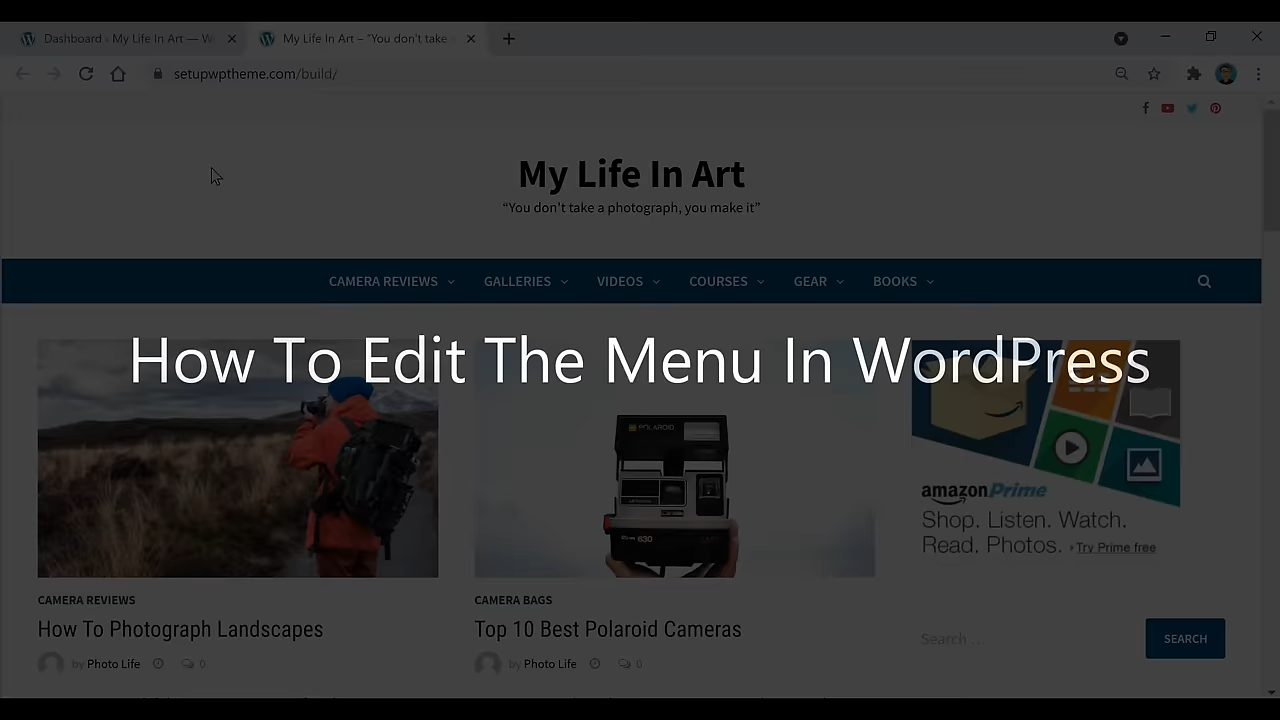 Dashboard ‹ My Life In Art — W
My Life In Art – "You don't take
setupwptheme.com/build/
My Life In Art
“You don't take a photograph, you make it”
CAMERA REVIEWS
GALLERIES
VIDEOS
COURSES
GEAR
BOOKS
How To Edit The Menu In WordPress
POLAROID
630
amazonPrime
Shop. Listen. Watch.
Read. Photos.
Try Prime free
CAMERA REVIEWS
How To Photograph Landscapes
by Photo Life
0
CAMERA BAGS
Top 10 Best Polaroid Cameras
by Photo Life
0
Search …
SEARCH